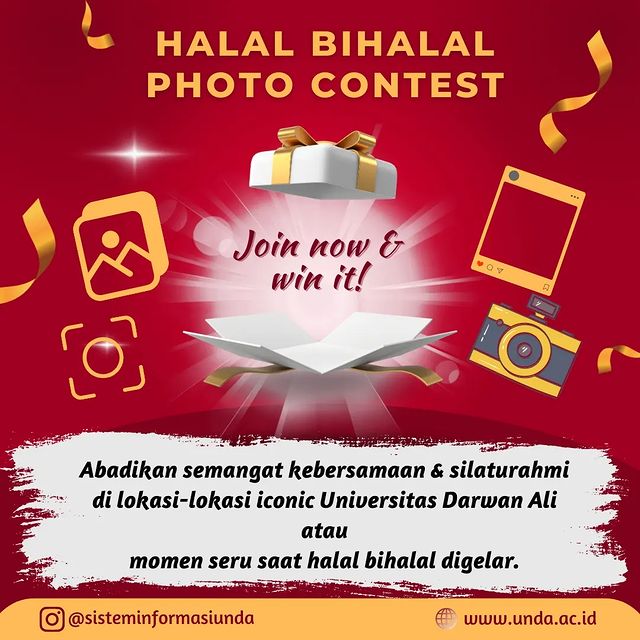 HALAL BIHALAL
PHOTO CONTEST
Join now &
win it!
Abadikan semangat kebersamaan & silaturahmi
di lokasi-lokasi iconic Universitas Darwan Ali
atau
momen seru saat halal bihalal digelar.
@sisteminformasiunda
www.unda.ac.id